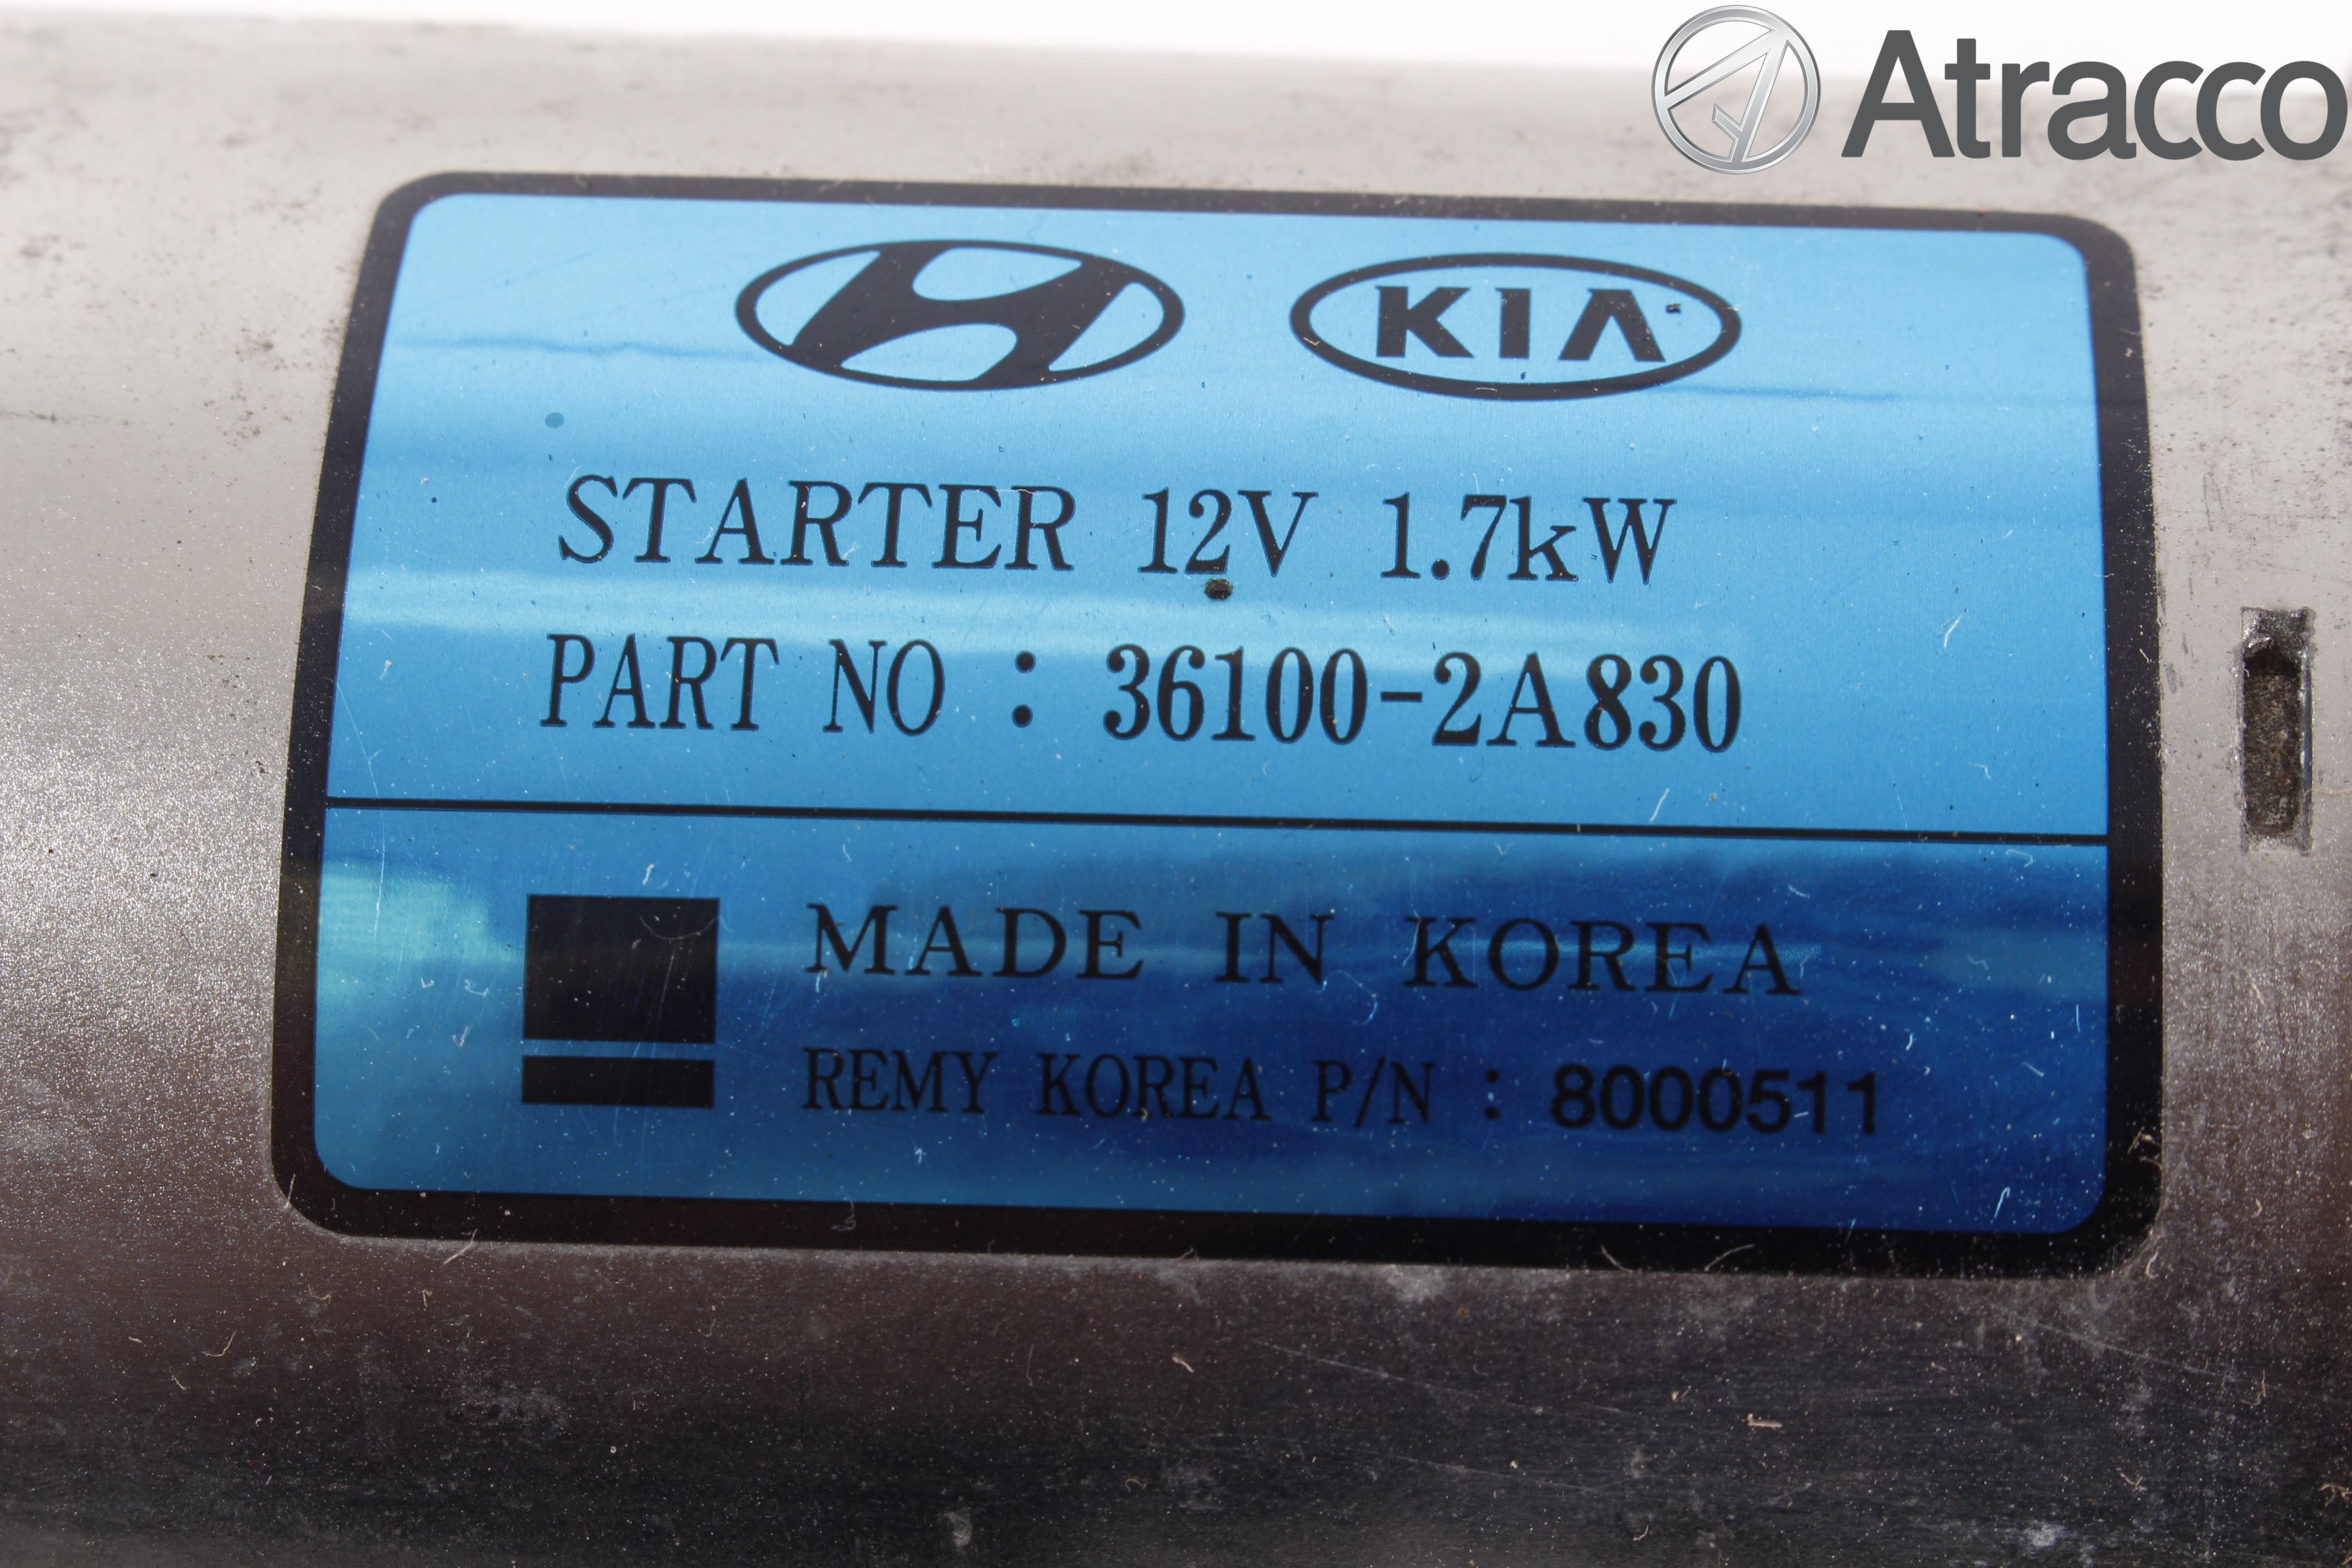 Atracco
KIA
STARTER 12V 1.7kW
PART NO : 36100-2A830
MADE IN KOREA
REMY KOREA P/N : 8000511